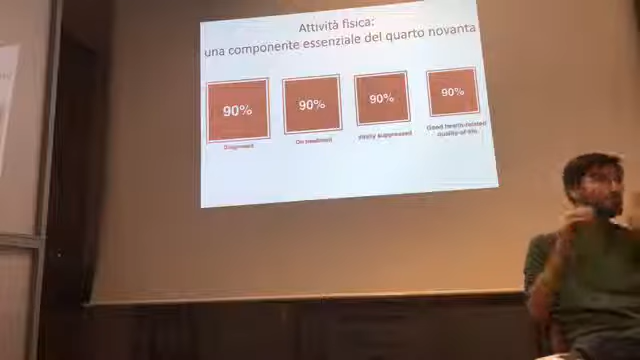 Attività fisica:
una componente essenziale del quarto novanta
90%
90%
90%
90%
Diagnosed
On treatment
Virally suppressed
Good health-related
quality of life